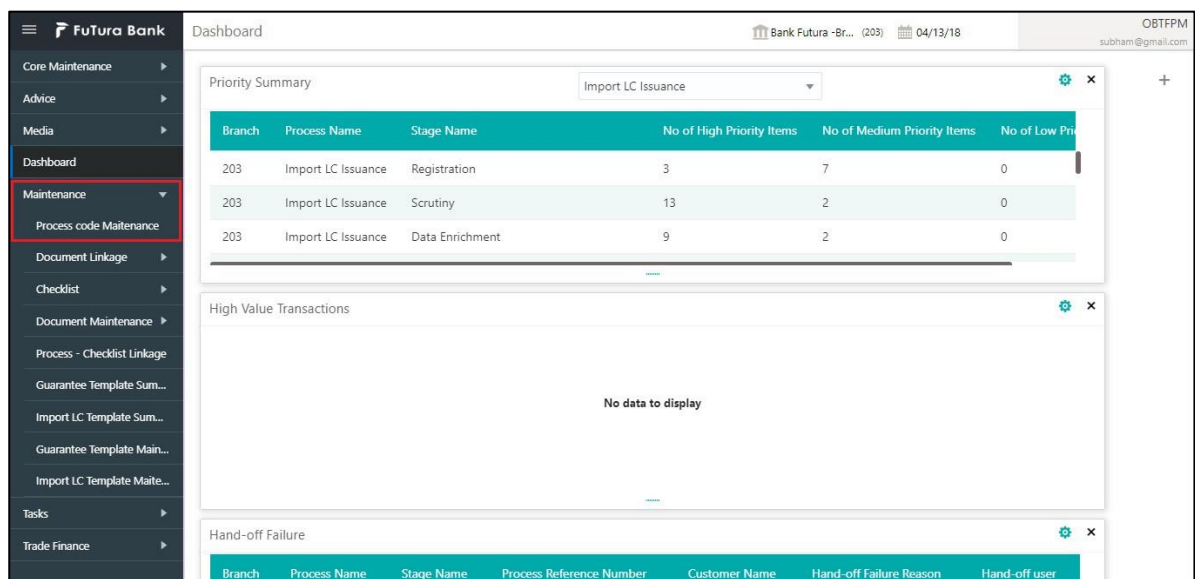 FuTura Bank
Dashboard
Bank Futura -Br... (203)
04/13/18
OBTFPM
subham@gmail.com
Core Maintenance
Advice
Media
Dashboard
Maintenance
Process code Maitenance
Document Linkage
Checklist
Document Maintenance
Process - Checklist Linkage
Guarantee Template Sum...
Import LC Template Sum...
Guarantee Template Main...
Import LC Template Maite...
Tasks
Trade Finance
Priority Summary
Import LC Issuance
Branch Process Name Stage Name No of High Priority Items No of Medium Priority Items No of Low Pri
203 Import LC Issuance Registration 3 7 0
203 Import LC Issuance Scrutiny 13 2 0
203 Import LC Issuance Data Enrichment 9 2 0
High Value Transactions
No data to display
Hand-off Failure
Branch Process Name Stage Name Process Reference Number Customer Name Hand-off Failure Reason Hand-off user